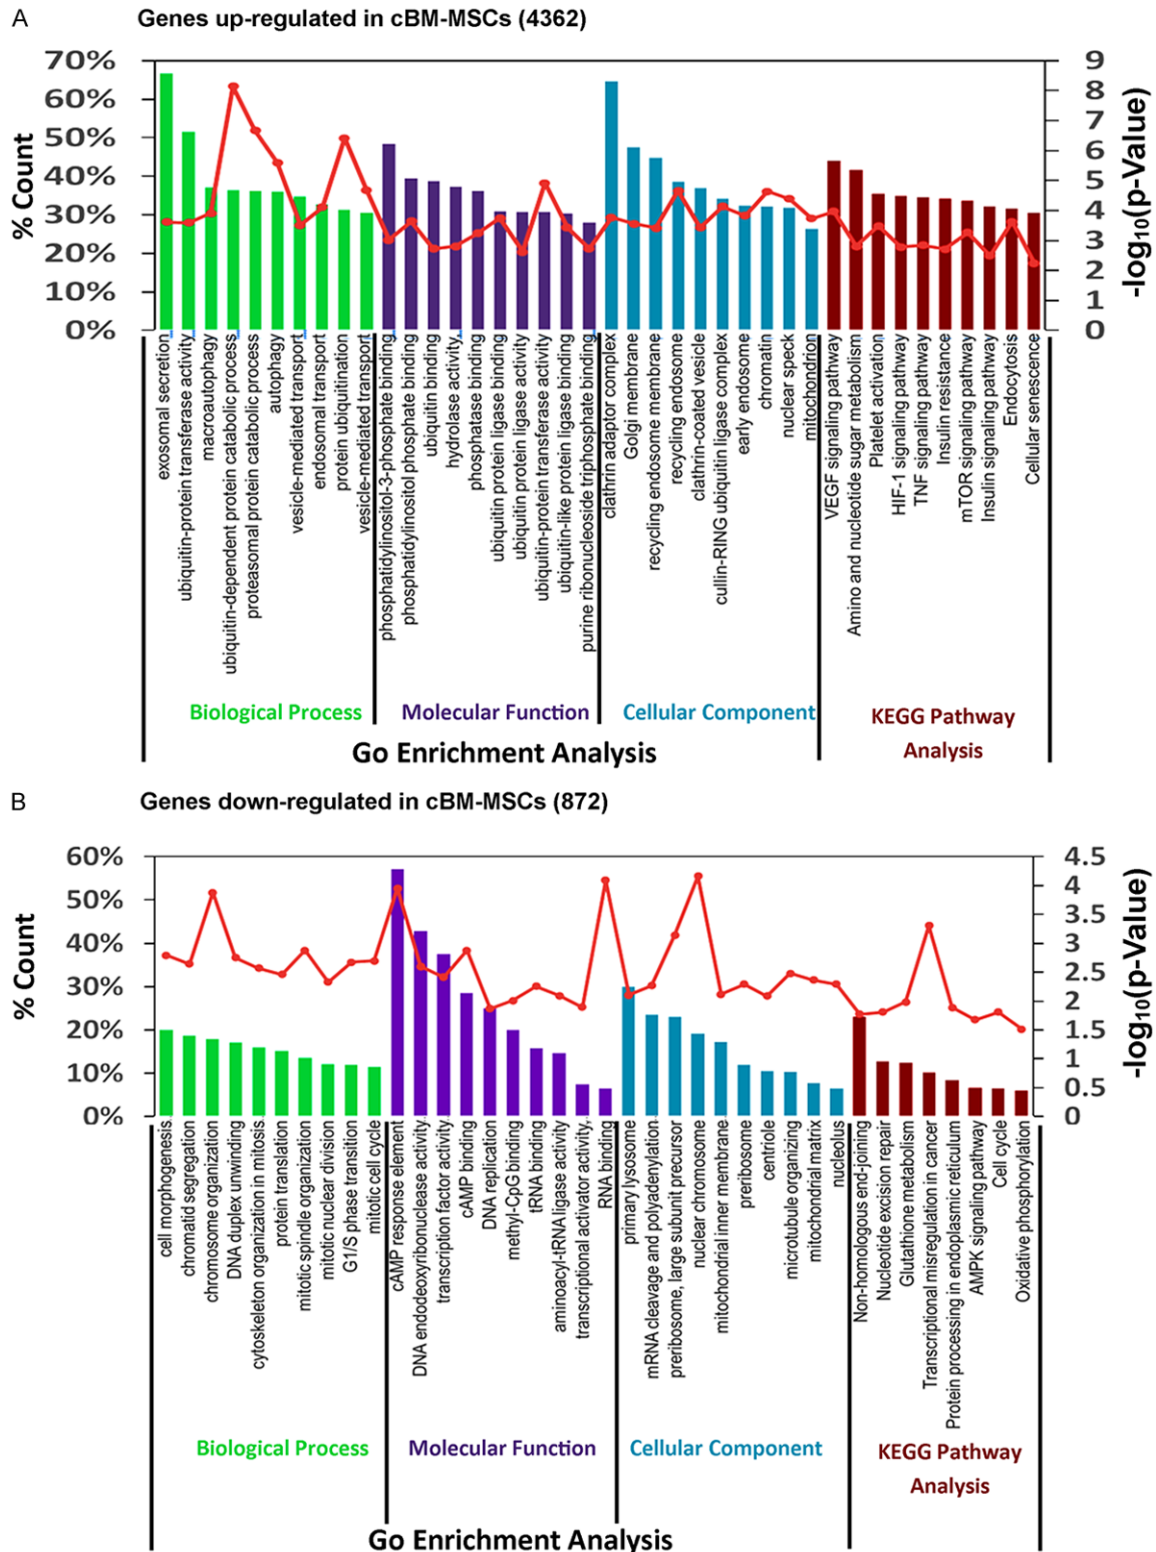 A
Genes up-regulated in cBM-MSCs (4362)
% Count
70%
60%
50%
40%
30%
20%
10%
0%
9
8
7
6
5
4
3
2
1
0
-log10(p-Value)
exosomal secretion
ubiquitin-protein transferase activity
macroautophagy
ubiquitin-dependent protein catabolic process
proteasomal protein catabolic process
autophagy
vesicle-mediated transport
endosomal transport
protein ubiquitination
vesicle-mediated transport
phosphatidylinositol-3-phosphate binding
phosphatidylinositol phosphate binding
ubiquitin binding
hydrolase activity
phosphatase binding
ubiquitin protein ligase binding
ubiquitin protein ligase activity
ubiquitin-protein transferase activity
ubiquitin-like protein ligase binding
purine ribonucleoside triphosphate binding
clathrin adaptor complex
Golgi membrane
recycling endosome membrane
recycling endosome
clathrin-coated vesicle
cullin-RING ubiquitin ligase complex
early endosome
chromatin
nuclear speck
mitochondrion
VEGF signaling pathway
Amino and nucleotide sugar metabolism
Platelet activation
HIF-1 signaling pathway
TNF signaling pathway
Insulin resistance
mTOR signaling pathway
Insulin signaling pathway
Endocytosis
Cellular senescence
Biological Process
Molecular Function
Cellular Component
KEGG Pathway
Analysis
Go Enrichment Analysis
B
Genes down-regulated in cBM-MSCs (872)
% Count
60%
50%
40%
30%
20%
10%
0%
4.5
4
3.5
3
2.5
2
1.5
1
0.5
0
-log10(p-Value)
cell morphogenesis
chromatid segregation
chromosome organization
DNA duplex unwinding
cytoskeleton organization in mitosis
protein translation
mitotic spindle organization
mitotic nuclear division
G1/S phase transition
mitotic cell cycle
cAMP response element
DNA endodeoxyribonuclease activity
transcription factor activity
cAMP binding
DNA replication
methyl-CpG binding
tRNA binding
aminoacyl-tRNA ligase activity
transcriptional activator activity,
RNA binding
primary lysosome
mRNA cleavage and polyadenylation
preribosome, large subunit precursor
nuclear chromosome
mitochondrial inner membrane
preribosome
centriole
microtubule organizing
mitochondrial matrix
nucleolus
Non-homologous end-joining
Nucleotide excision repair
Glutathione metabolism
Transcriptional misregulation in cancer
Protein processing in endoplasmic reticulum
AMPK signaling pathway
Cell cycle
Oxidative phosphorylation
Biological Process
Molecular Function
Cellular Component
KEGG Pathway
Analysis
Go Enrichment Analysis